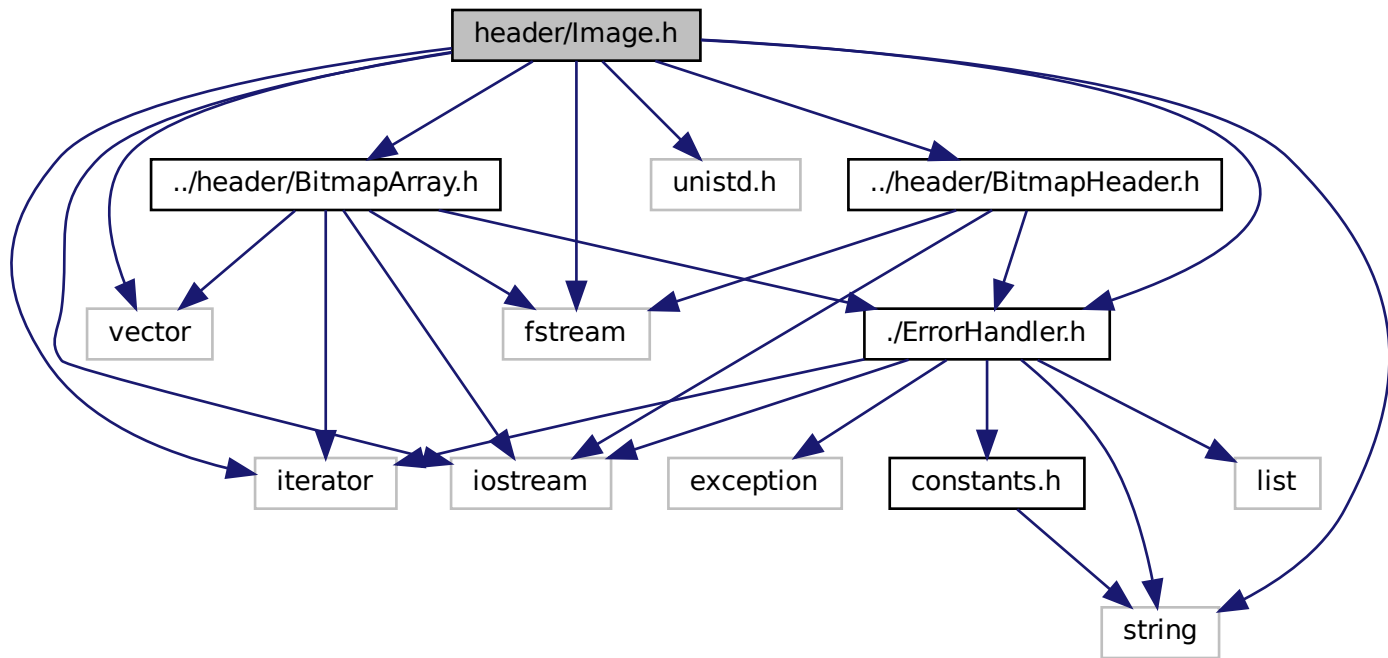 header/Image.h
../header/BitmapArray.h
unistd.h
../header/BitmapHeader.h
vector
fstream
./ErrorHandler.h
iterator
iostream
exception
constants.h
list
string